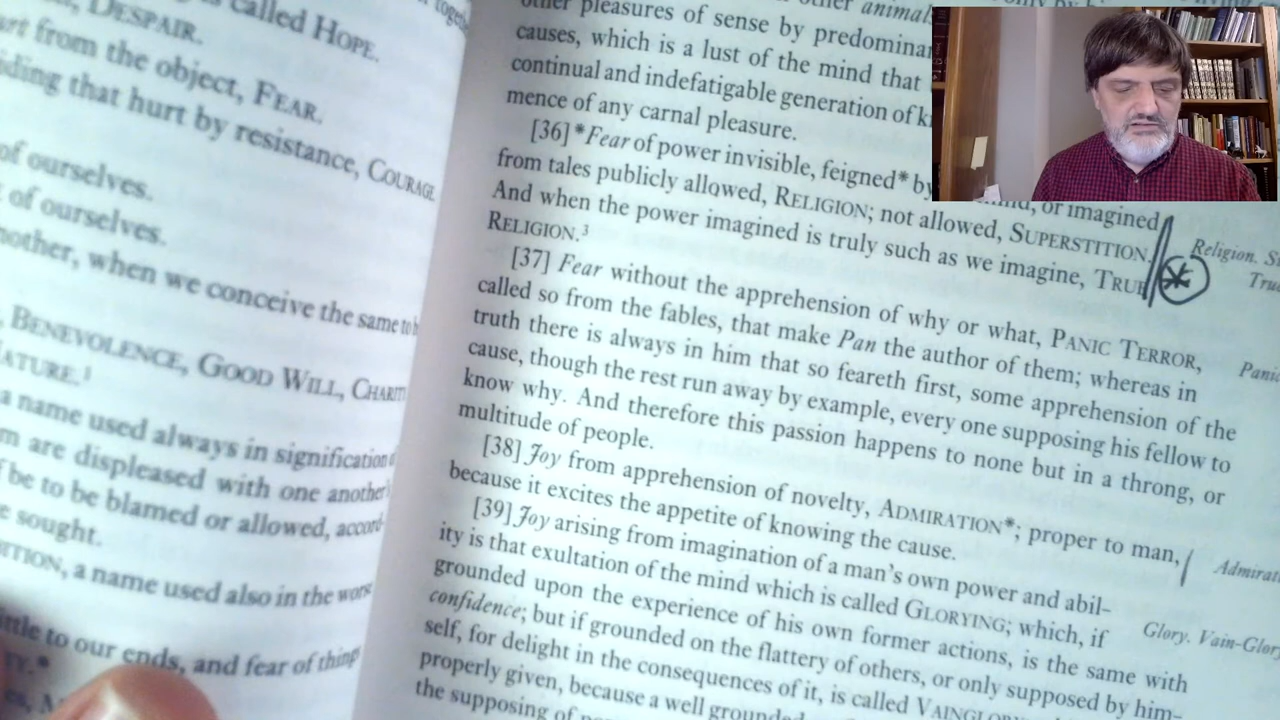 is called HOPE.
DESPAIR.
from the object, FEAR.
that hurt by resistance, COURAGE
of ourselves.
of ourselves.
when we conceive the same to
BENEVOLENCE, GOOD WILL,
NATURE.¹
a name used always in signification
are displeased with one another
be to be blamed or allowed,
sought.
a name used also in the
to our ends, and fear of things
other animal
other pleasures of sense by
causes, which is a lust of the mind that
continual and indefatigable generation of
mence of any carnal pleasure.
[36] *Fear of power invisible, feigned* by mind, or imagined
from tales publicly allowed, RELIGION; not allowed, SUPERSTITION.
And when the power imagined is truly such as we imagine, TRUE
RELIGION.³
[37] Fear without the apprehension of why or what, PANIC TERROR,
called so from the fables, that make Pan the author of them; whereas in
truth there is always in him that so feareth first, some apprehension of the
cause, though the rest run away by example, every one supposing his fellow to
know why. And therefore this passion happens to none but in a throng, or
multitude of people.
[38] Joy from apprehension of novelty, ADMIRATION*; proper to man,
because it excites the appetite of knowing the cause.
[39] Joy arising from imagination of a man's own power and abil-
ity is that exultation of the mind which is called GLORYING; which, if
grounded upon the experience of his own former actions, is the same with
confidence; but if grounded on the flattery of others, or only supposed by him-
self, for delight in the consequences of it, is called VAINGLORY
properly given, because a well grounded
the supposing of
Religion.
Glory. Vain-Glory